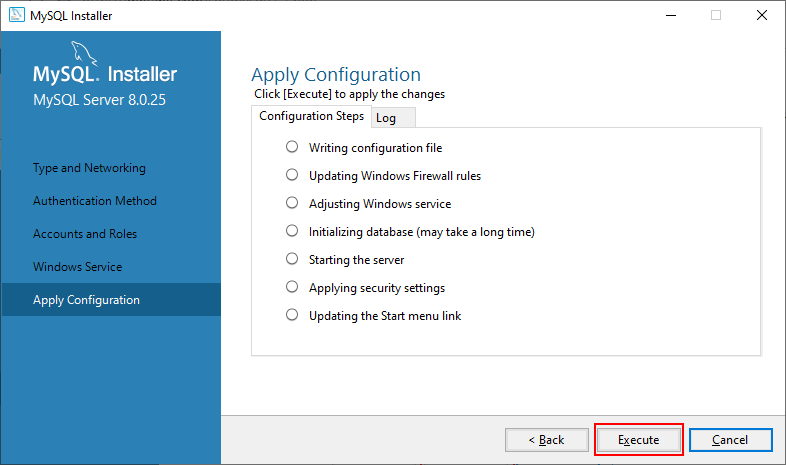 MySQL Installer
MySQL. Installer
MySQL Server 8.0.25
Type and Networking
Authentication Method
Accounts and Roles
Windows Service
Apply Configuration
Apply Configuration
Click [Execute] to apply the changes
Configuration Steps
Log
Writing configuration file
Updating Windows Firewall rules
Adjusting Windows service
Initializing database (may take a long time)
Starting the server
Applying security settings
Updating the Start menu link
< Back
Execute
Cancel